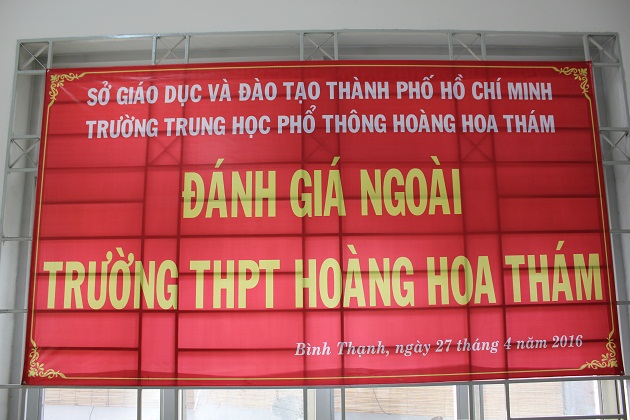 SỞ GIÁO DỤC VÀ ĐÀO TẠO THÀNH PHỐ HỒ CHÍ MINH
TRƯỜNG TRUNG HỌC PHỔ THÔNG HOÀNG HOA THÁM
ĐÁNH GIÁ NGOÀI
TRƯỜNG THPT HOÀNG HOA THÁM
Bình Thạnh, ngày 27 tháng 4 năm 2016